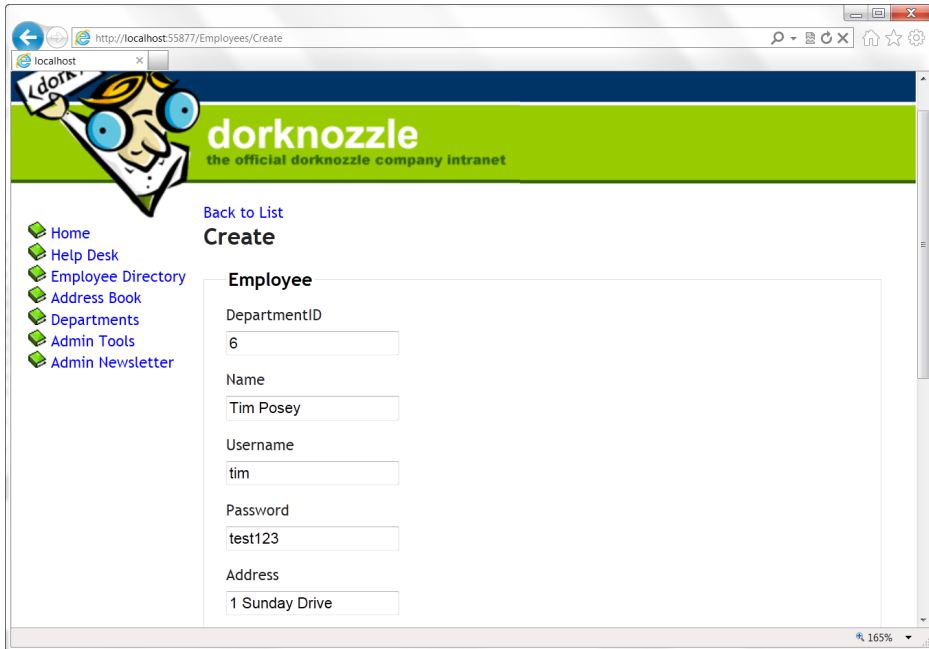 http://localhost:55877/Employees/Create
localhost
<dork
dorknozzle
the official dorknozzle company intranet
Home
Help Desk
Employee Directory
Address Book
Departments
Admin Tools
Admin Newsletter
Back to List
Create
Employee
DepartmentID
6
Name
Tim Posey
Username
tim
Password
test123
Address
1 Sunday Drive
165%